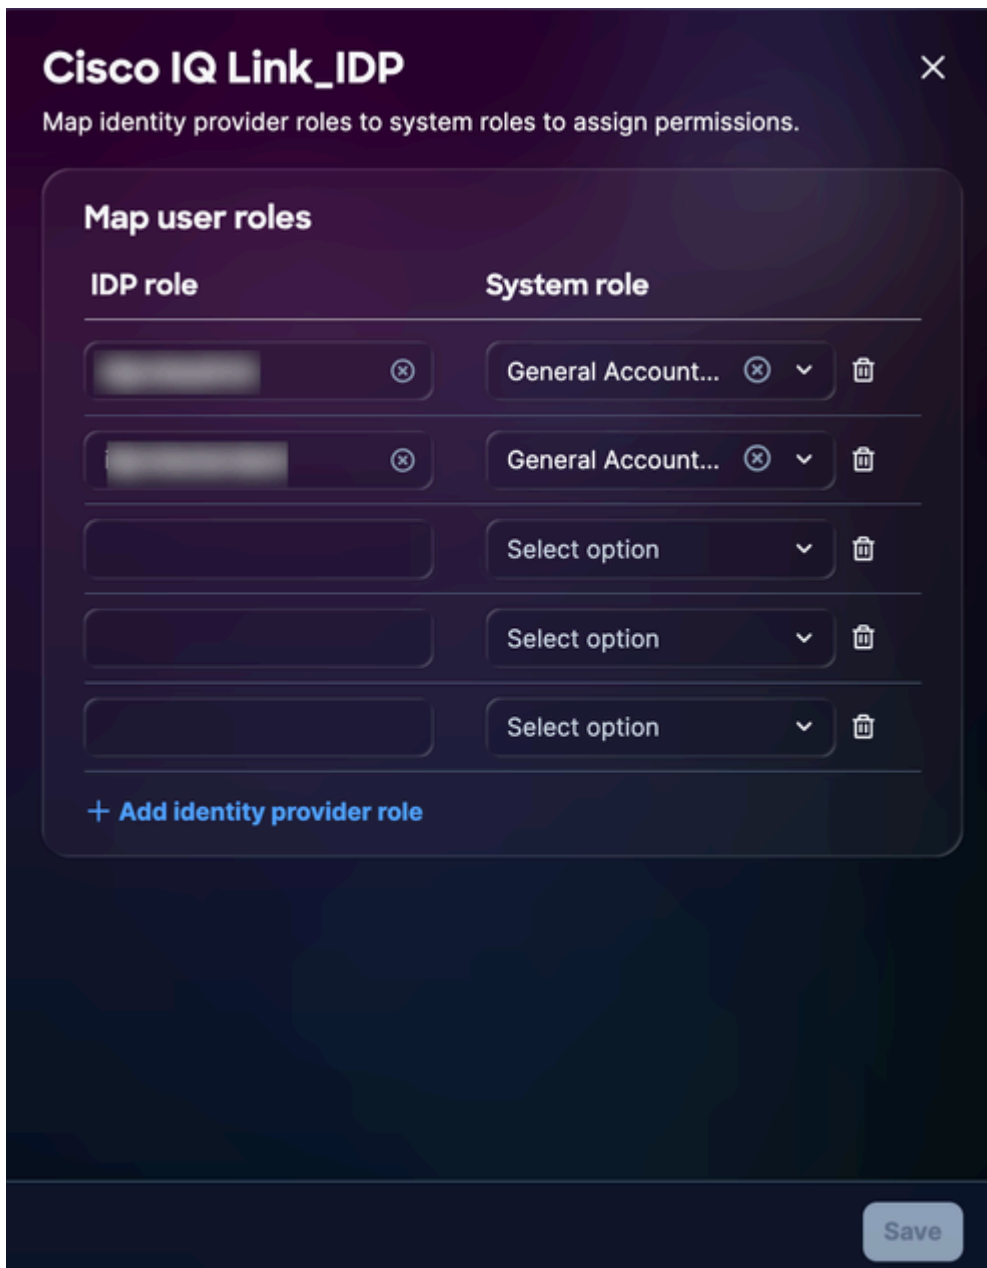 Cisco IQ Link_IDP
Map identity provider roles to system roles to assign permissions.
Map user roles
IDP role System role
General Account...
General Account...
Select option
Select option
Select option
+ Add identity provider role
Save